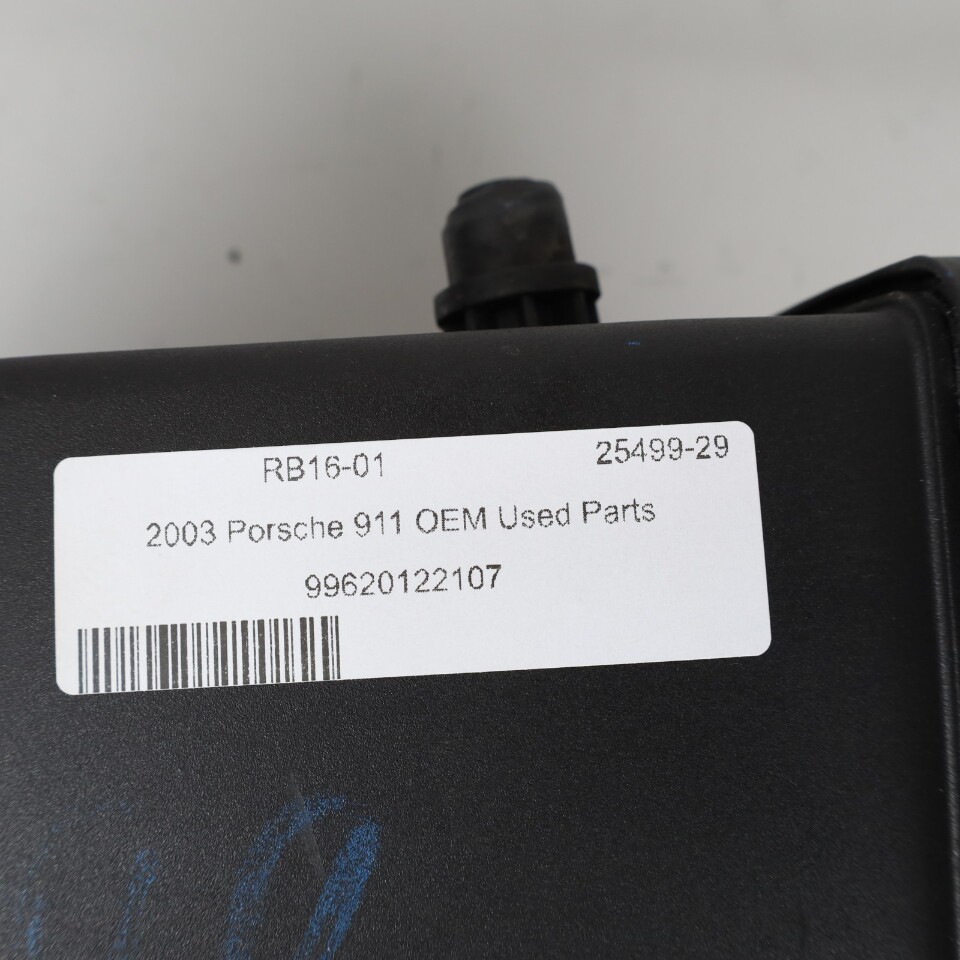 RB16-01 25499-29
2003 Porsche 911 OEM Used Parts
99620122107